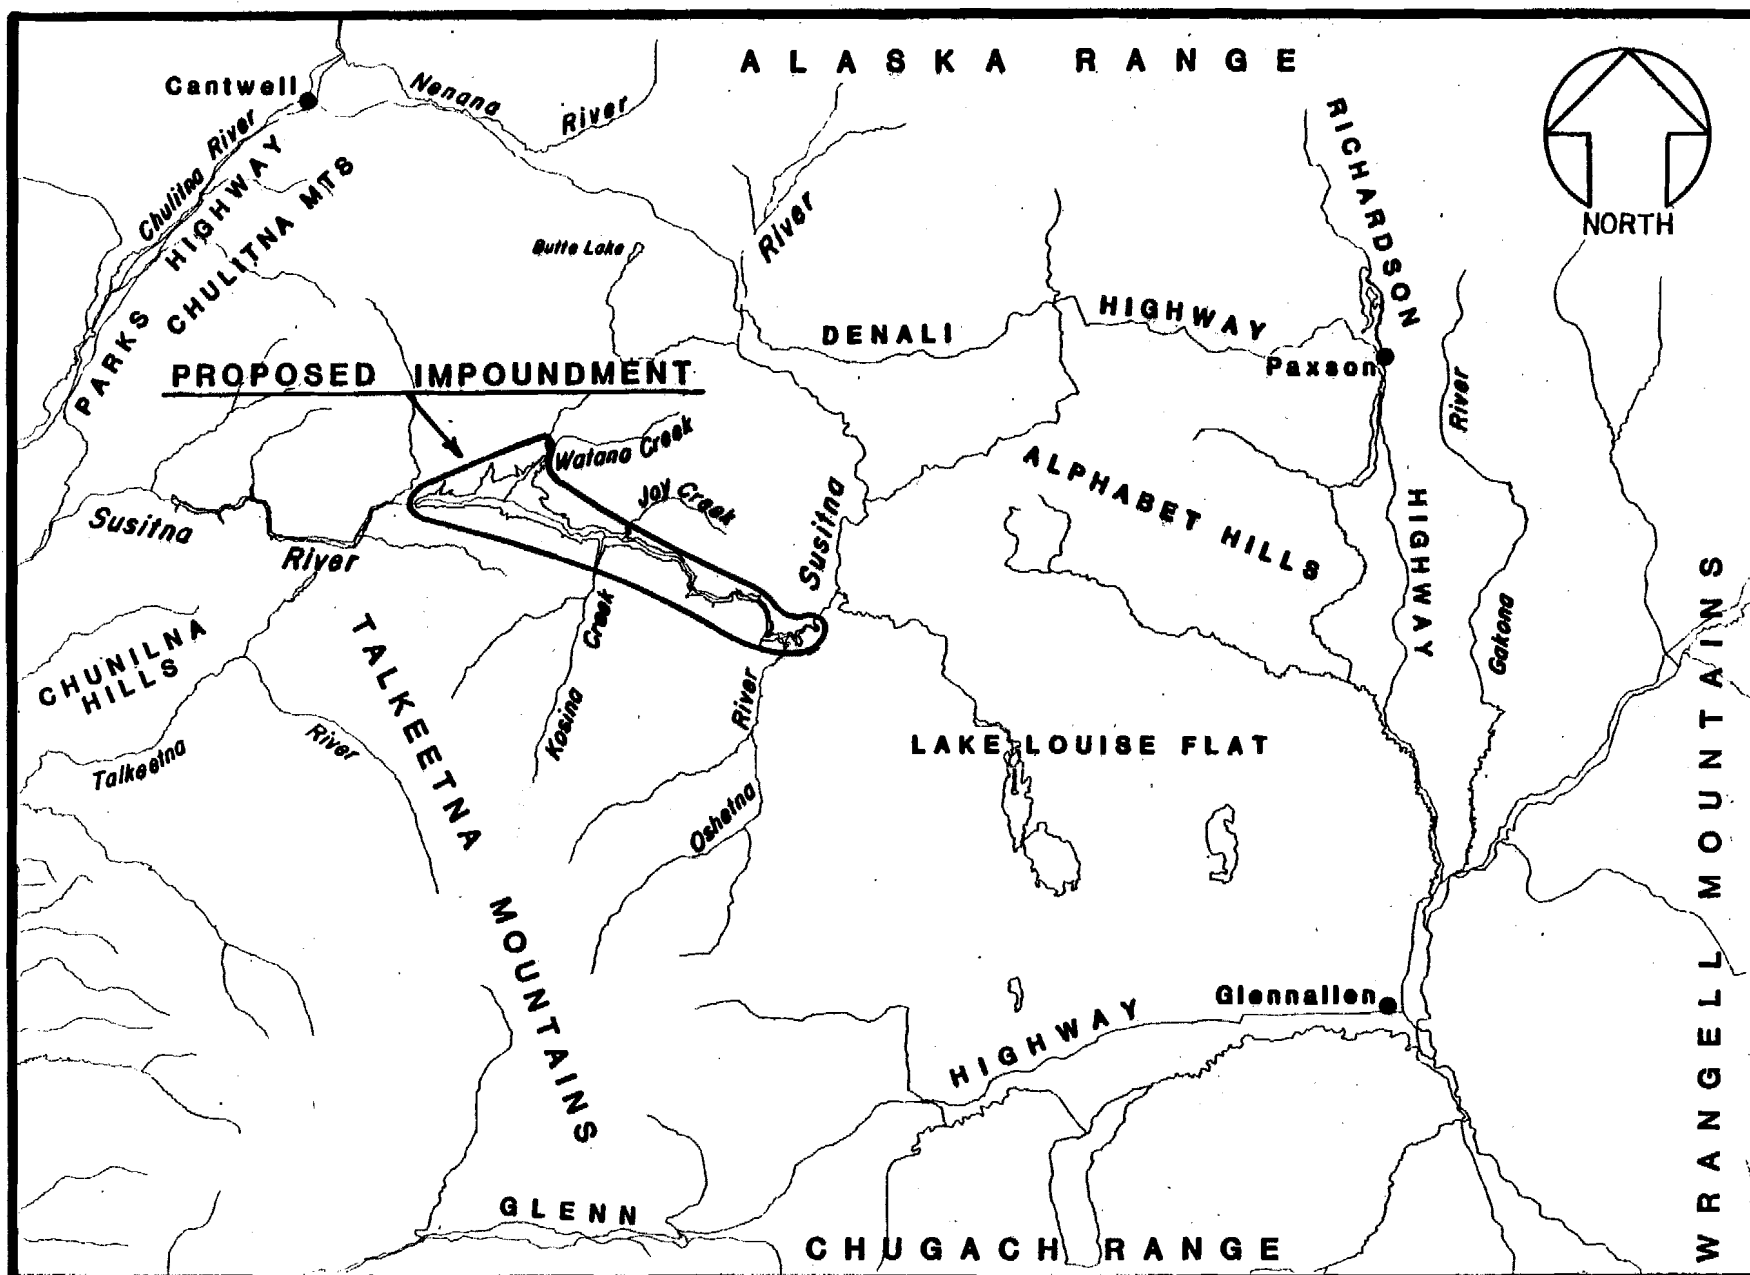 ALASKA RANGE
Cantwell
Nenana River
Chulitna River
PARKS HIGHWAY
CHULITNA MTS
River
Butte Lake
RICHARDSON HIGHWAY
NORTH
DENALI HIGHWAY
Paxson
River
PROPOSED IMPOUNDMENT
Watana Creek
Jay Creek
ALPHABET HILLS
Susitna
Susitna River
CHUNILNA
HILLS
TALKEETNA MOUNTAINS
Kosina Creek
River
Oshetna
Gakona
Talkeetna River
LAKE LOUISE FLAT
WRANGELL MOUNTAINS
Glennallen
GLENN HIGHWAY
CHUGACH RANGE